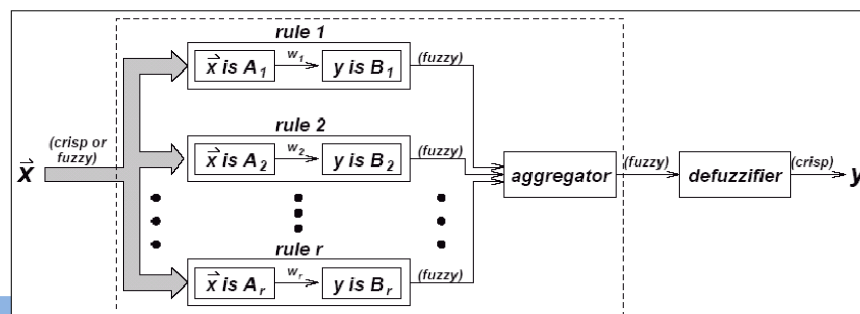 rule 1
x is A1 w1 y is B1 (fuzzy)
rule 2
(crisp or fuzzy)
x is A2 w2 y is B2 (fuzzy)
x aggregator (fuzzy) defuzzifier (crisp) y
rule r
x is Ar wr y is Br (fuzzy)